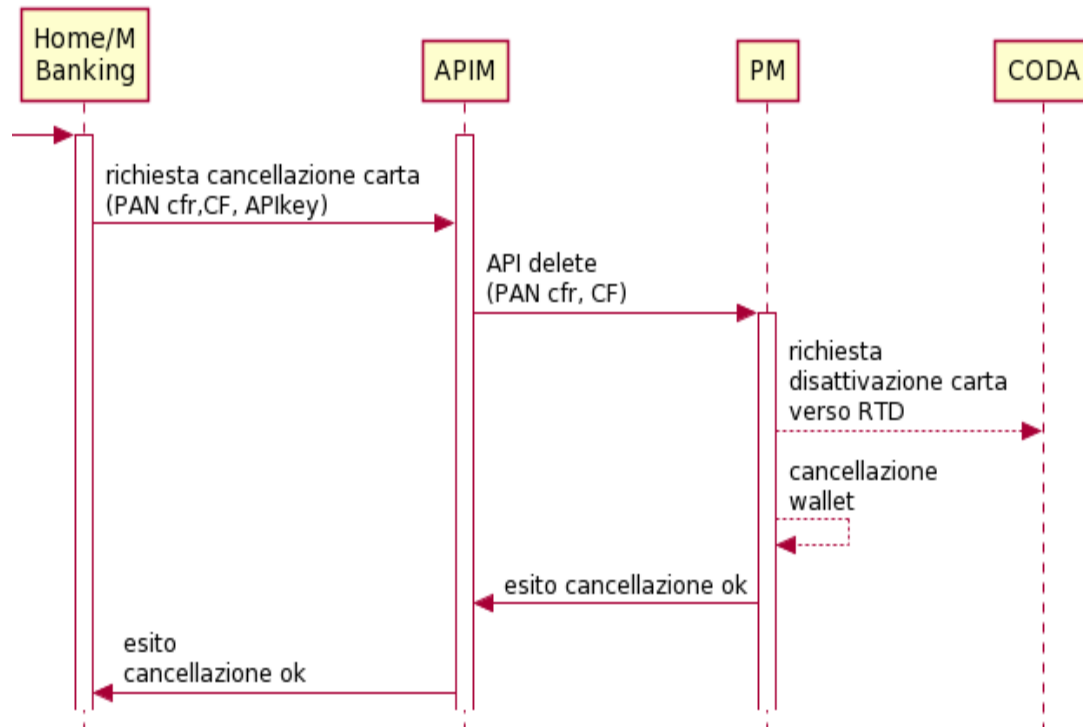 Home/M
Banking
APIM
PM
CODA
richiesta cancellazione carta
(PAN cfr,CF, APIkey)
API delete
(PAN cfr, CF)
richiesta
disattivazione carta
verso RTD
cancellazione
wallet
esito cancellazione ok
esito
cancellazione ok